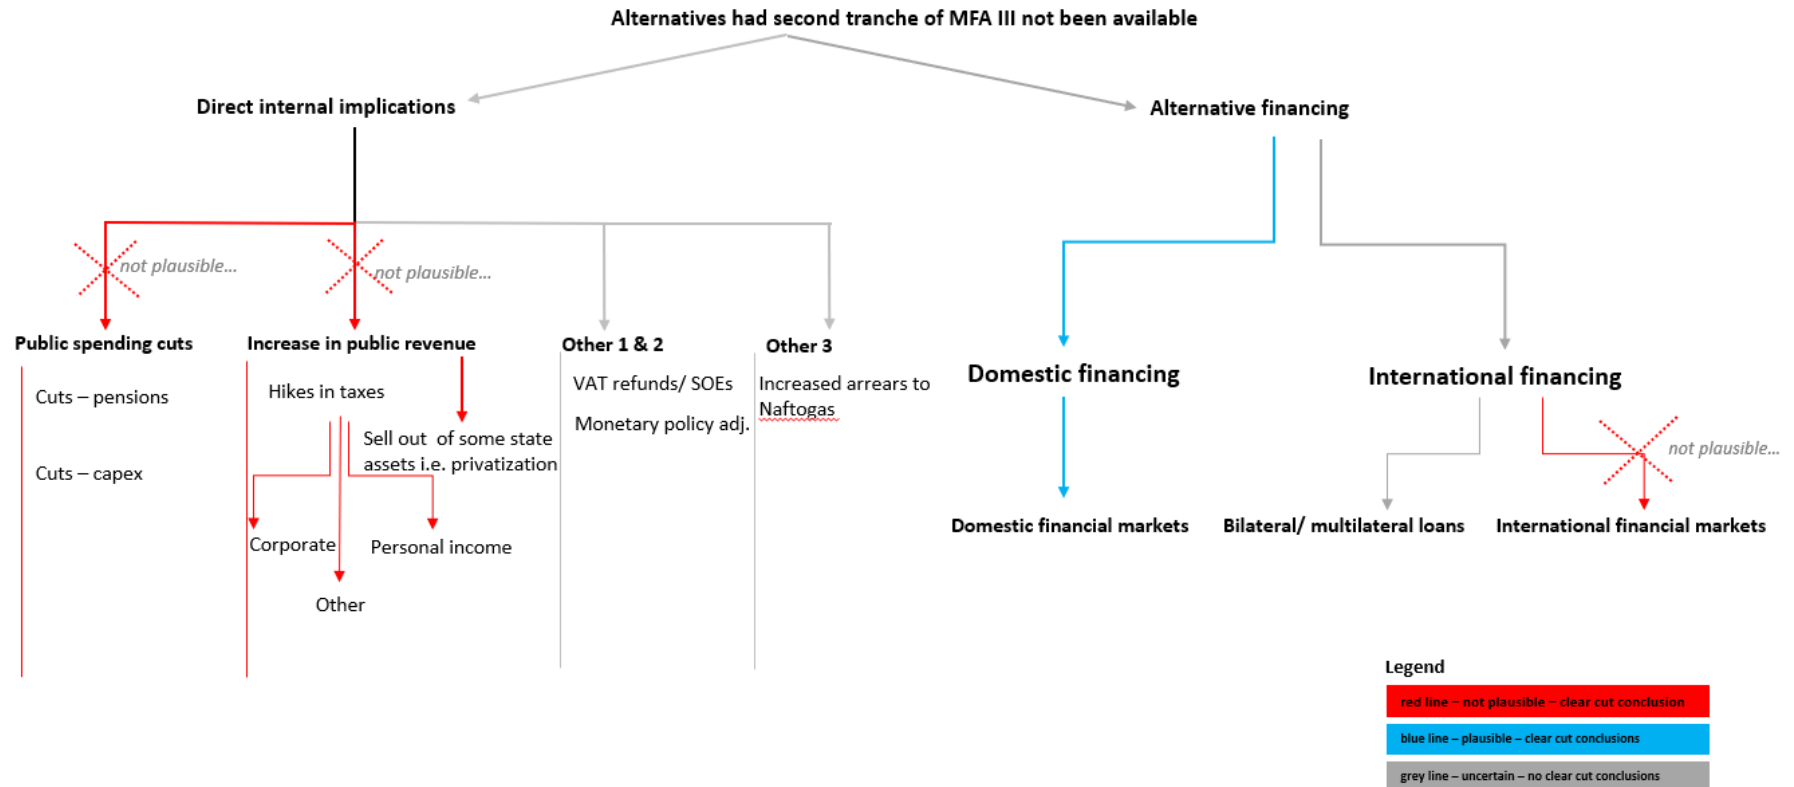 Alternatives had second tranche of MFA III not been available
Direct internal implications
Alternative financing
not plausible...
not plausible...
Public spending cuts
Cuts – pensions
Cuts – capex
Increase in public revenue
Hikes in taxes
Sell out of some state
assets i.e. privatization
Corporate
Personal income
Other
Other 1 & 2
VAT refunds/ SOEs
Monetary policy adj.
Other 3
Increased arrears to
Naftogas
Domestic financing
International financing
not plausible...
Domestic financial markets
Bilateral/ multilateral loans
International financial markets
Legend
red line – not plausible – clear cut conclusion
blue line – plausible – clear cut conclusions
grey line – uncertain – no clear cut conclusions